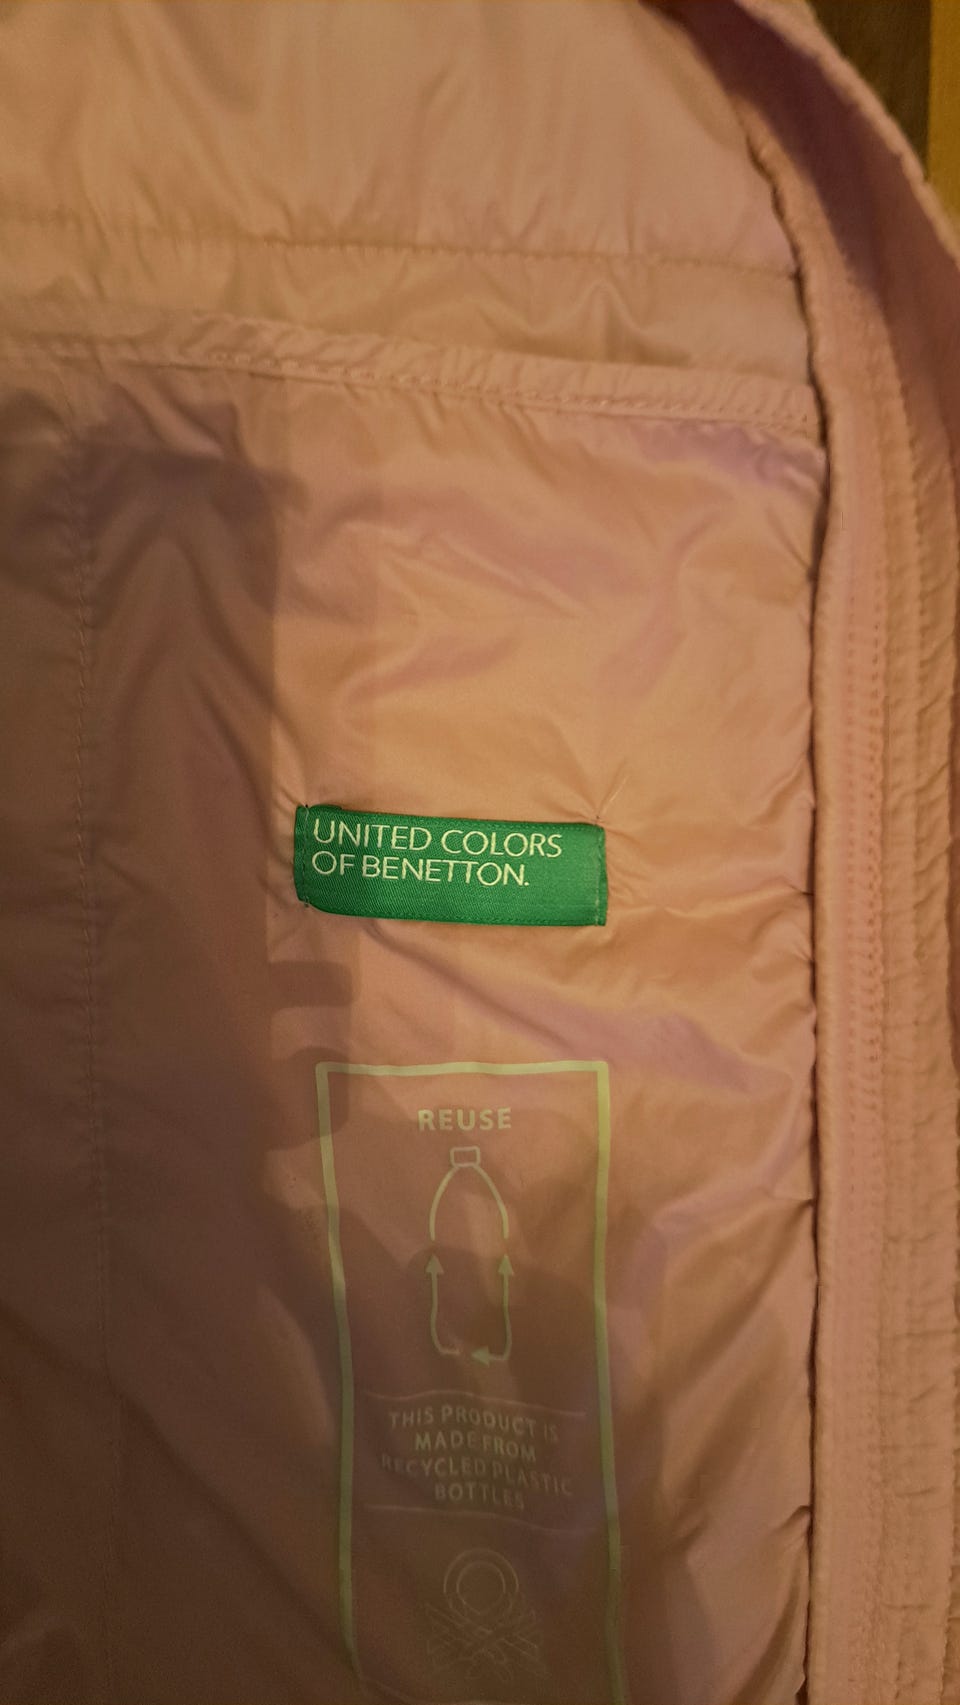 UNITED COLORS
OF BENETTON.
REUSE
THIS PRODUCT IS
MADE FROM
RECYCLED PLASTIC
BOTTLES